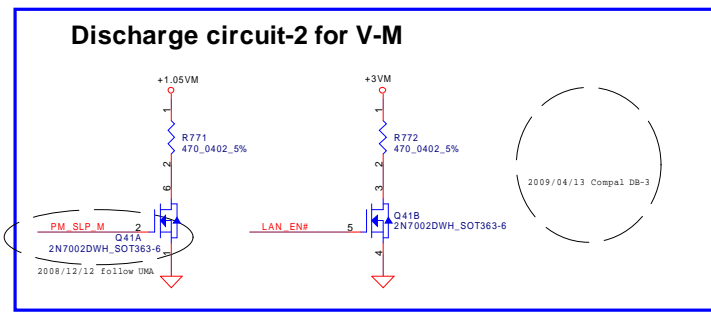 Discharge circuit-2 for V-M
+1.05VM
+3VM
1
1
R771
470_0402_5%
R772
470_0402_5%
2
2
2009/04/13 Compal DB-3
6
3
PM_SLP_M
2
LAN_EN#
5
Q41A
2N7002DWH_SOT363-6
Q41B
2N7002DWH_SOT363-6
1
4
2008/12/12 follow UMA